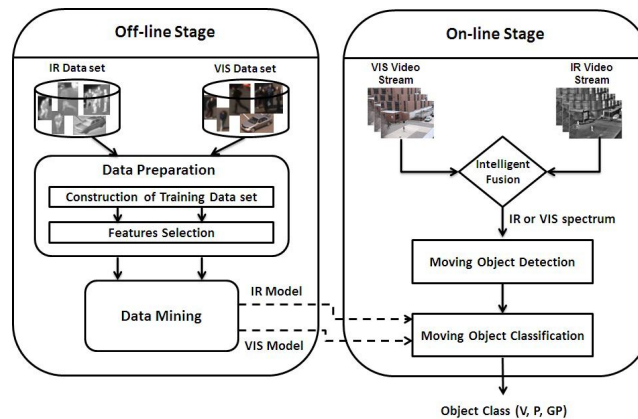 Off-line Stage
IR Data set
VIS Data set
Data Preparation
Construction of Training Data set
Features Selection
Data Mining
IR Model
VIS Model
On-line Stage
VIS Video
Stream
IR Video
Stream
Intelligent
Fusion
IR or VIS spectrum
Moving Object Detection
Moving Object Classification
Object Class (V, P, GP)